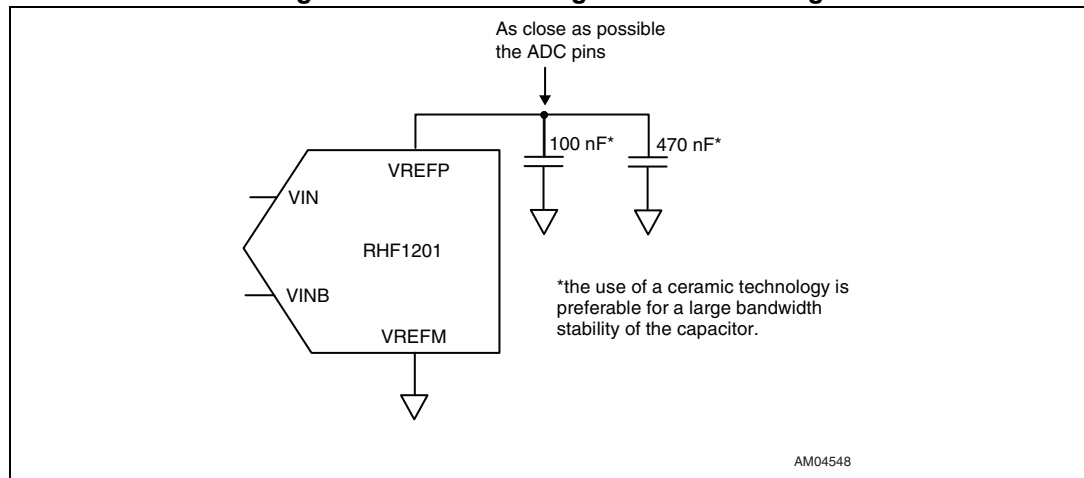 As close as possible
the ADC pins
100 nF*
470 nF*
VREFP
VIN
RHF1201
*the use of a ceramic technology is
preferable for a large bandwidth
stability of the capacitor.
VINB
VREFM
AM04548